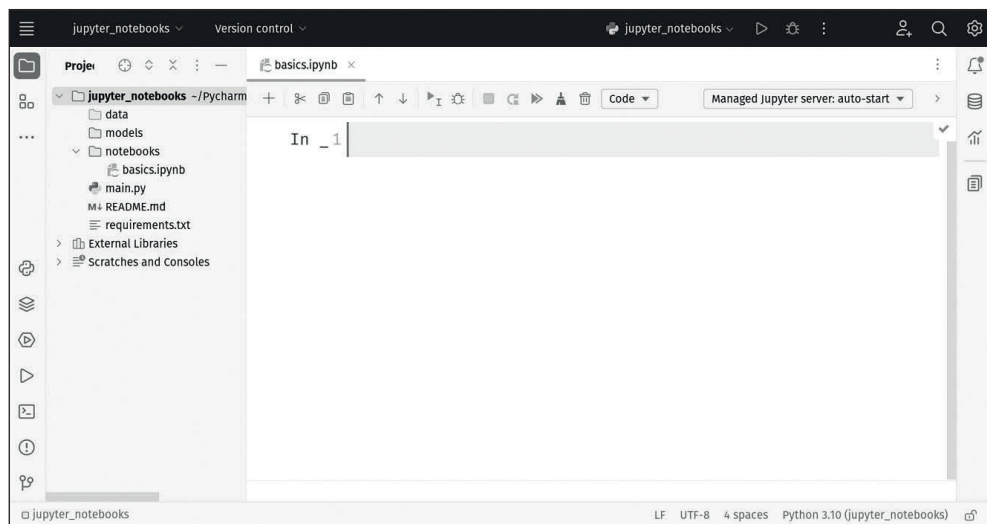 jupyter_notebooks
Version control
jupyter_notebooks
Proje
basics.ipynb
jupyter_notebooks ~/Pycharm
Code
Managed Jupyter server: auto-start
data
models
In _ 1
notebooks
basics.ipynb
main.py
M↓ README.md
requirements.txt
External Libraries
Scratches and Consoles
jupyter_notebooks
LF UTF-8 4 spaces Python 3.10 (jupyter_notebooks)